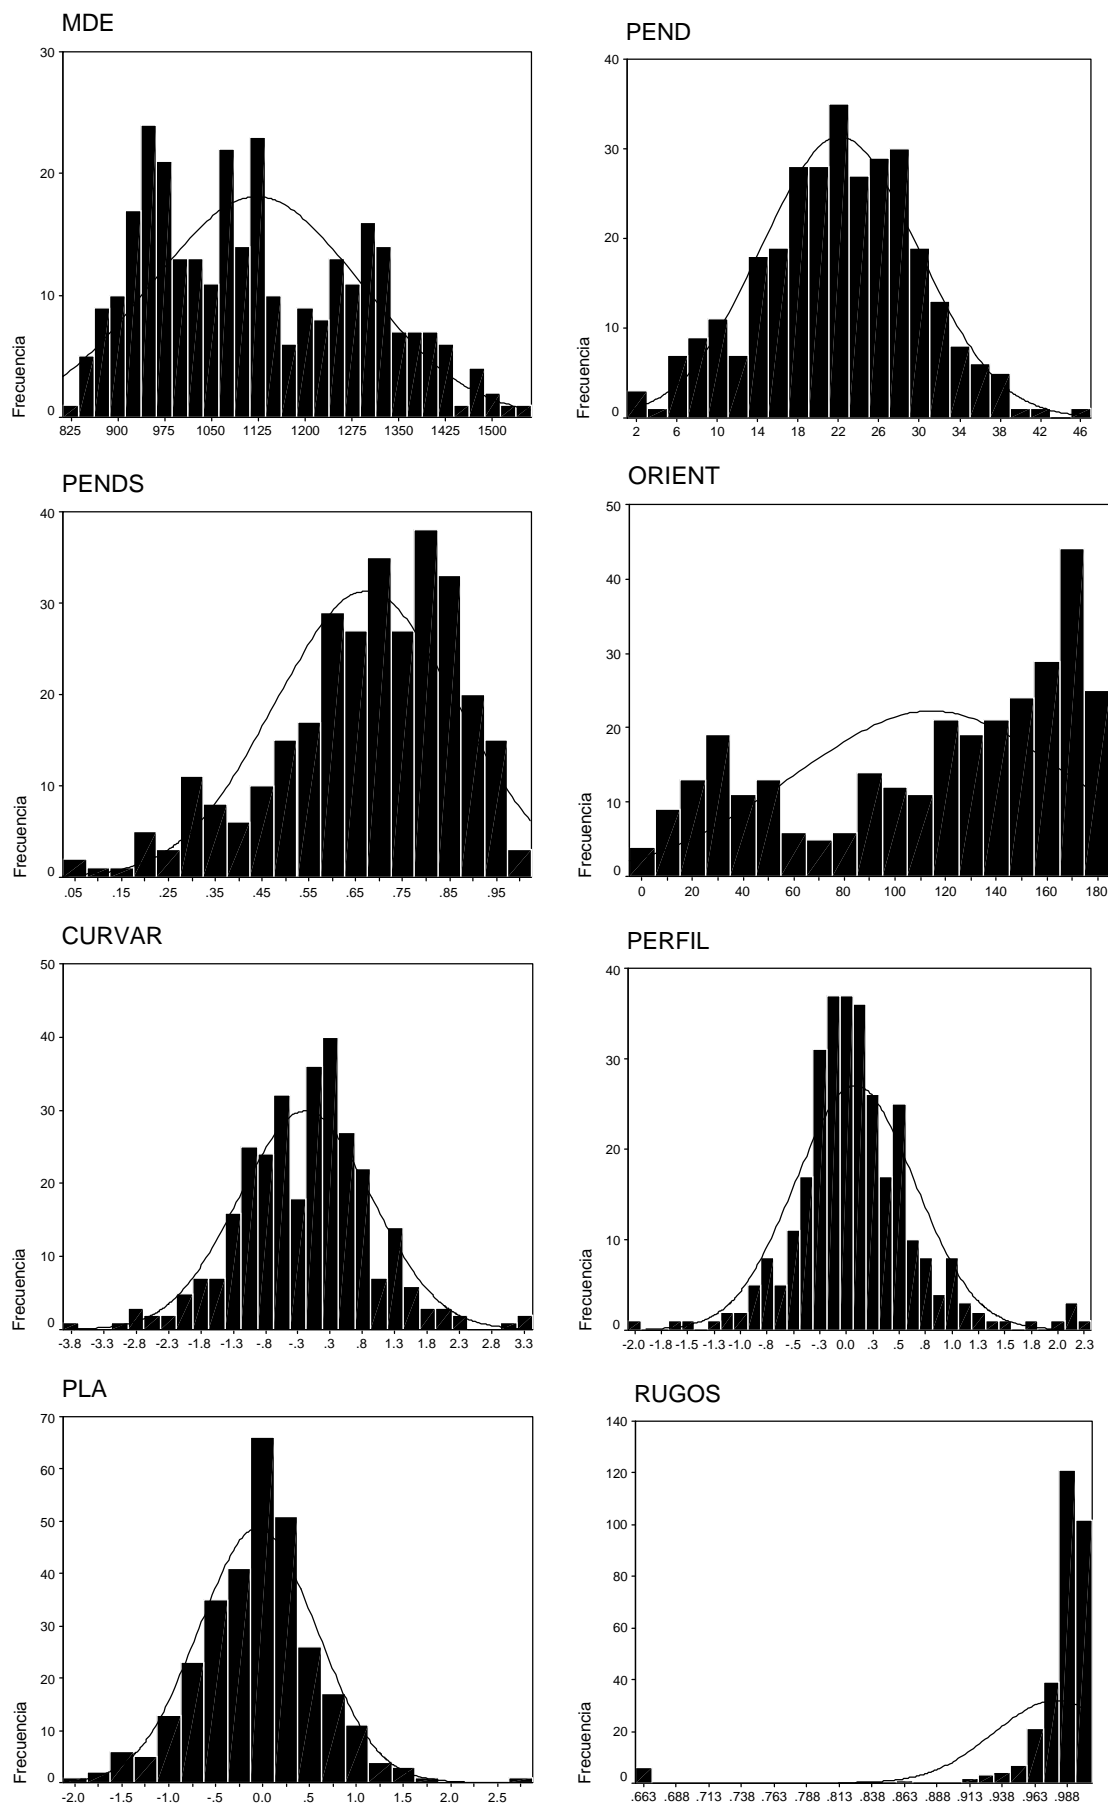 MDE
30
20
10
0
Frecuencia
825 900 975 1050 1125 1200 1275 1350 1425 1500
PEND
40
30
20
10
0
Frecuencia
2 6 10 14 18 22 26 30 34 38 42 46
PENDS
40
30
20
10
0
Frecuencia
.05 .15 .25 .35 .45 .55 .65 .75 .85 .95
ORIENT
50
40
30
20
10
0
Frecuencia
0 20 40 60 80 100 120 140 160 180
CURVAR
50
40
30
20
10
0
Frecuencia
-3.8 -3.3 -2.8 -2.3 -1.8 -1.3 -.8 -.3 .3 .8 1.3 1.8 2.3 2.8 3.3
PERFIL
40
30
20
10
0
Frecuencia
-2.0 -1.8 -1.5 -1.3 -1.0 -.8 -.5 -.3 0.0 .3 .5 .8 1.0 1.3 1.5 1.8 2.0 2.3
PLA
70
60
50
40
30
20
10
0
Frecuencia
-2.0 -1.5 -1.0 -.5 0.0 .5 1.0 1.5 2.0 2.5
RUGOS
140
120
100
80
60
40
20
0
Frecuencia
.663 .688 .713 .738 .763 .788 .813 .838 .863 .888 .913 .938 .963 .988